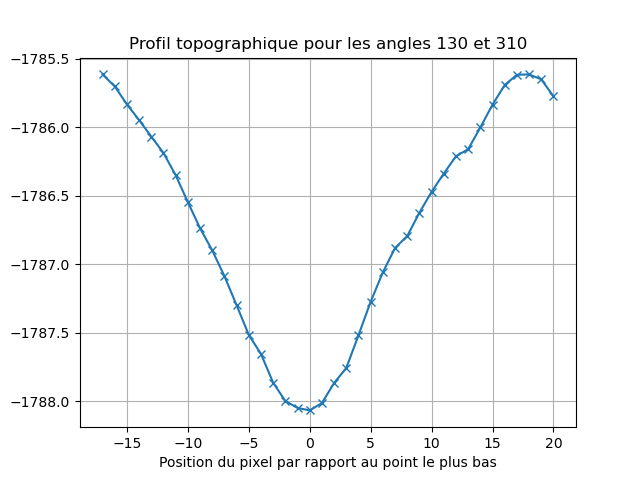 Profil topographique pour les angles 130 et 310
−1785.5
−1786.0
−1786.5
−1787.0
−1787.5
−1788.0
−15 −10 −5 0 5 10 15 20
Position du pixel par rapport au point le plus bas